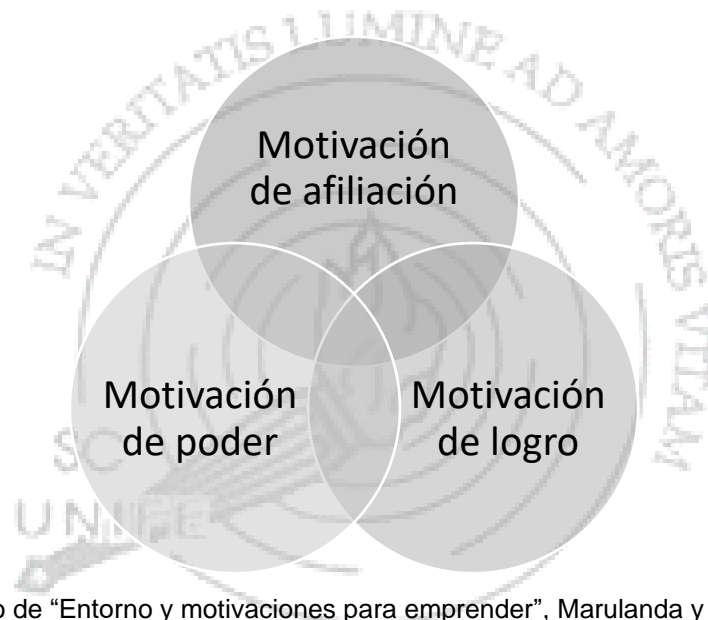 IN VERITATIS LUMINE AD AMORIS VITAM
Motivación
de afiliación
Motivación
de poder
Motivación
de logro
UNIFE
o de “Entorno y motivaciones para emprender”, Marulanda y